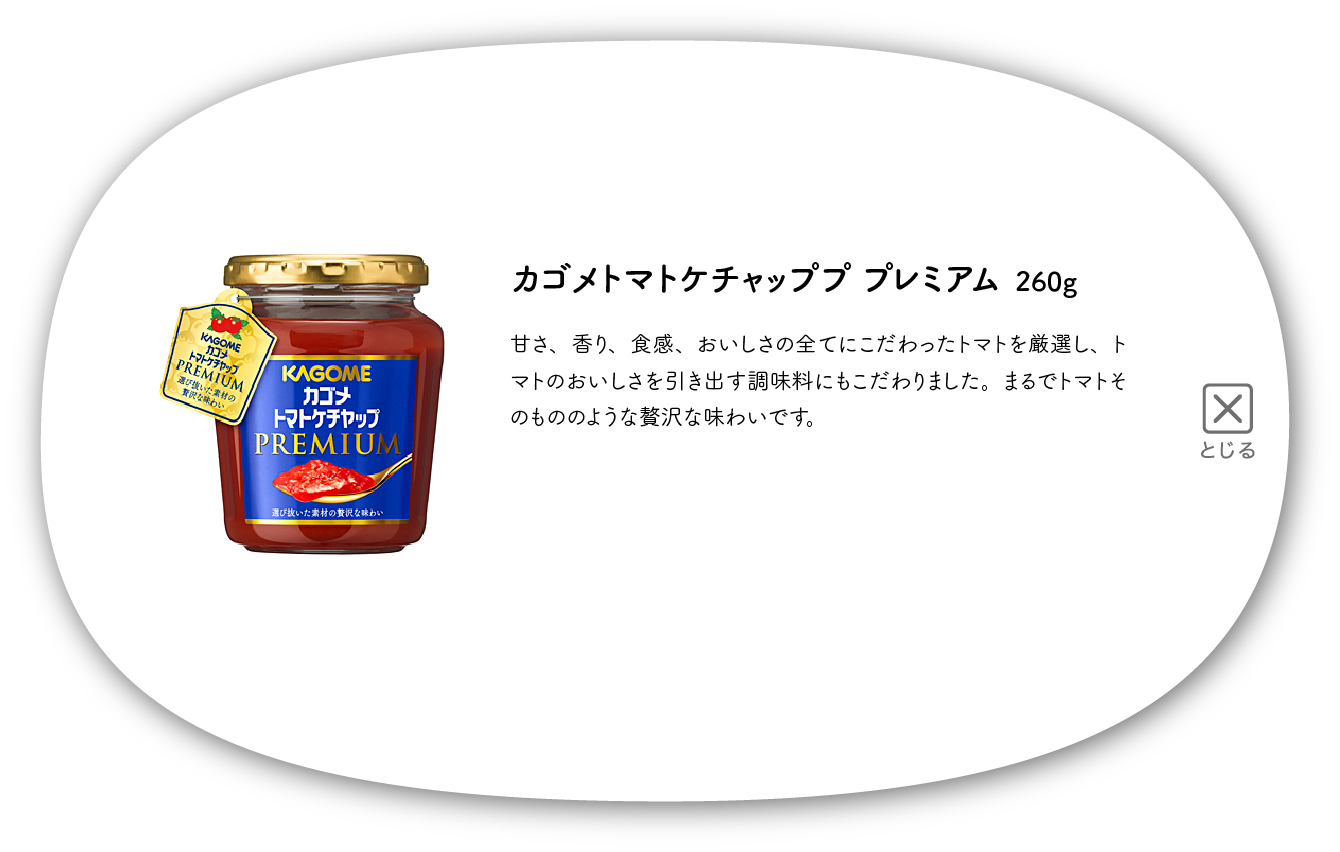 カゴメトマトケチャッププ プレミアム 260g
甘さ、香り、食感、おいしさの全てにこだわったトマトを厳選し、ト
マトのおいしさを引き出す調味料にもこだわりました。まるでトマトそ
のもののような贅沢な味わいです。
KAGOME
カゴメ
トマトケチャップ
PREMIUM
選び抜いた素材の
贅沢な味わい
KAGOME
カゴメ
トマトケチャップ
PREMIUM
選び抜いた素材の贅沢な味わい
とじる